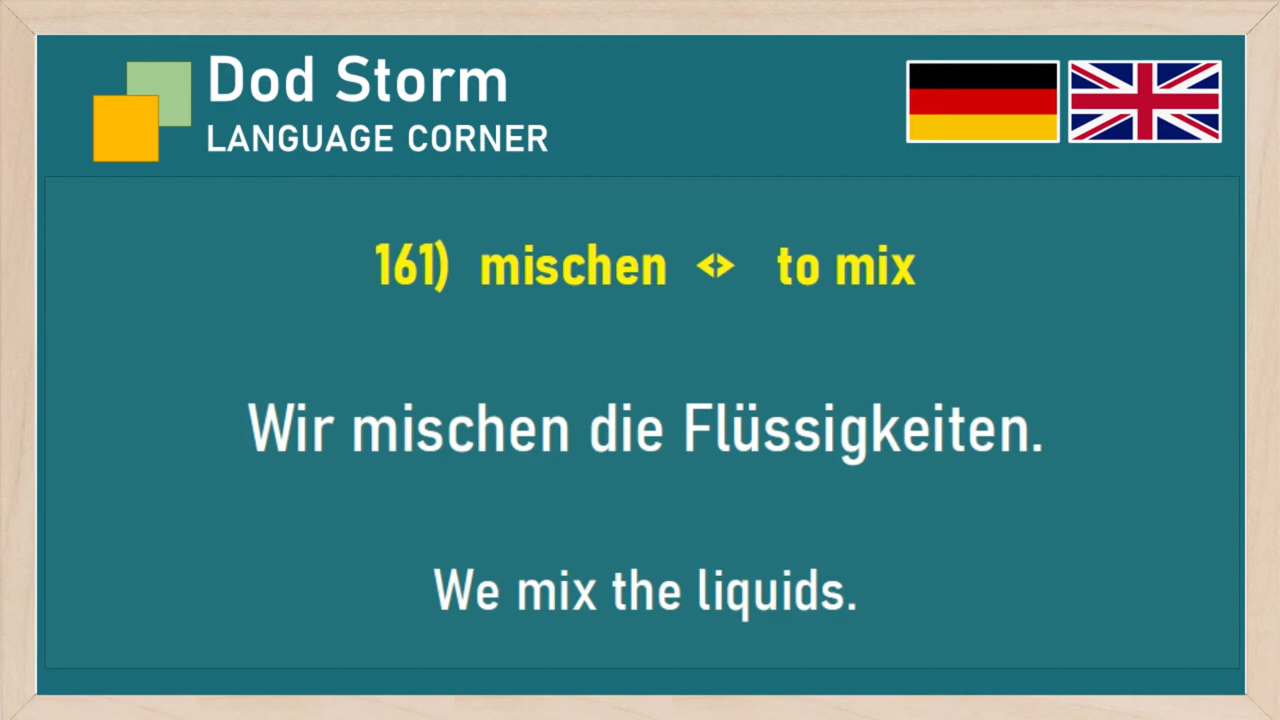 Dod Storm
LANGUAGE CORNER
161) mischen <> to mix
Wir mischen die Flüssigkeiten.
We mix the liquids.